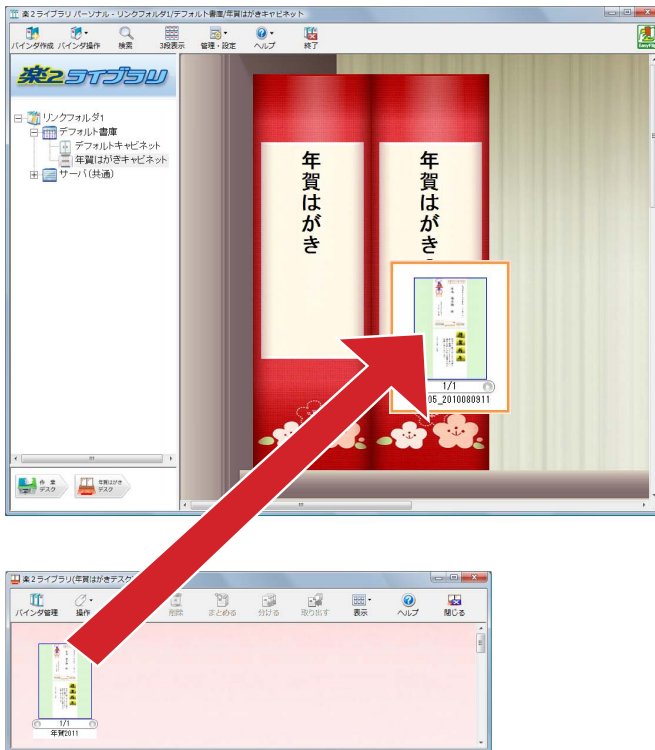 楽2ライブラリ パーソナル - リンクフォルダ1/デフォルト書庫/年賀はがきキャビネット
バインダ作成 バインダ操作 検索 3段表示 管理・設定 ヘルプ 終了
楽2ライブラリ
リンクフォルダ1
デフォルト書庫
デフォルトキャビネット
年賀はがきキャビネット
サーバ(共通)
年賀はがき
年賀はがき
1/1
05_2010080911
作業
デスク
年賀はがき
デスク
楽2ライブラリ(年賀はがきデスク
バインダ管理 操作 削除 まとめる 分ける 取り出す 表示 ヘルプ 閉じる
1/1
年賀2011